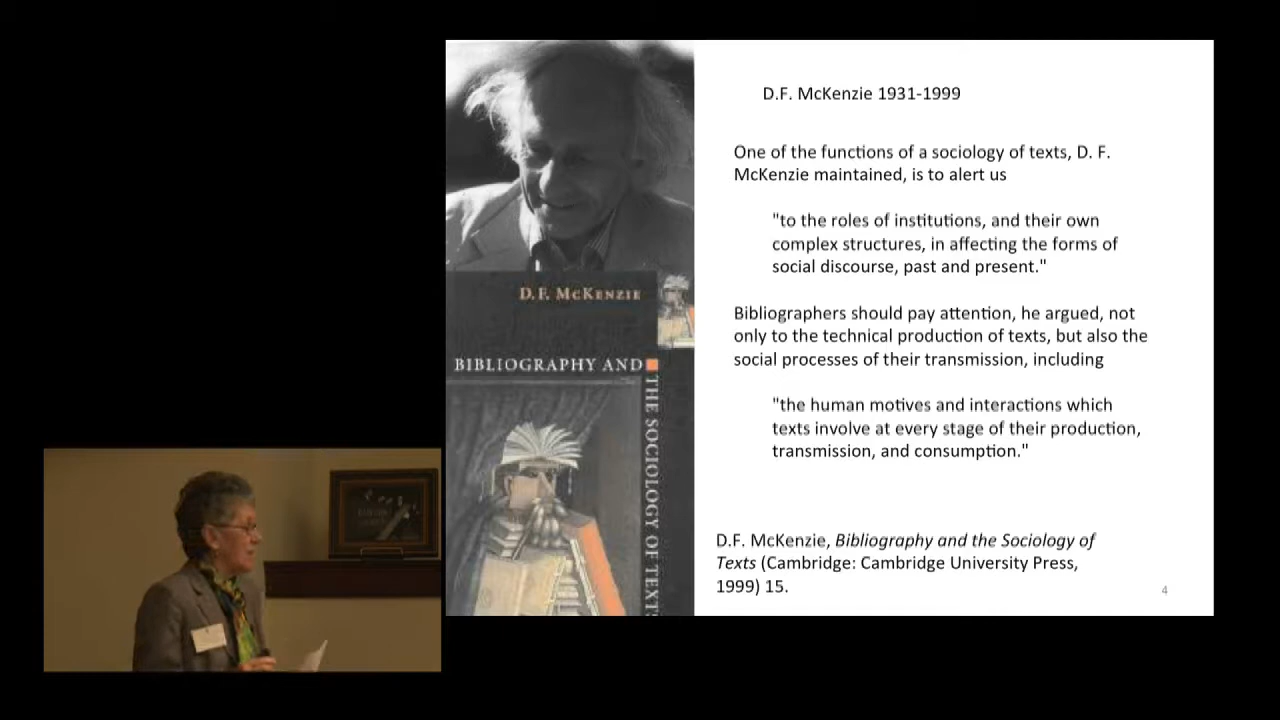 D.F. McKenzie 1931-1999
One of the functions of a sociology of texts, D. F.
McKenzie maintained, is to alert us
"to the roles of institutions, and their own
complex structures, in affecting the forms of
social discourse, past and present."
Bibliographers should pay attention, he argued, not
only to the technical production of texts, but also the
social processes of their transmission, including
"the human motives and interactions which
texts involve at every stage of their production,
transmission, and consumption."
D.F. McKenzie, Bibliography and the Sociology of
Texts (Cambridge: Cambridge University Press,
1999) 15.
4
D. F. MCKENZIE
BIBLIOGRAPHY AND
THE SOCIOLOGY OF TEXTS